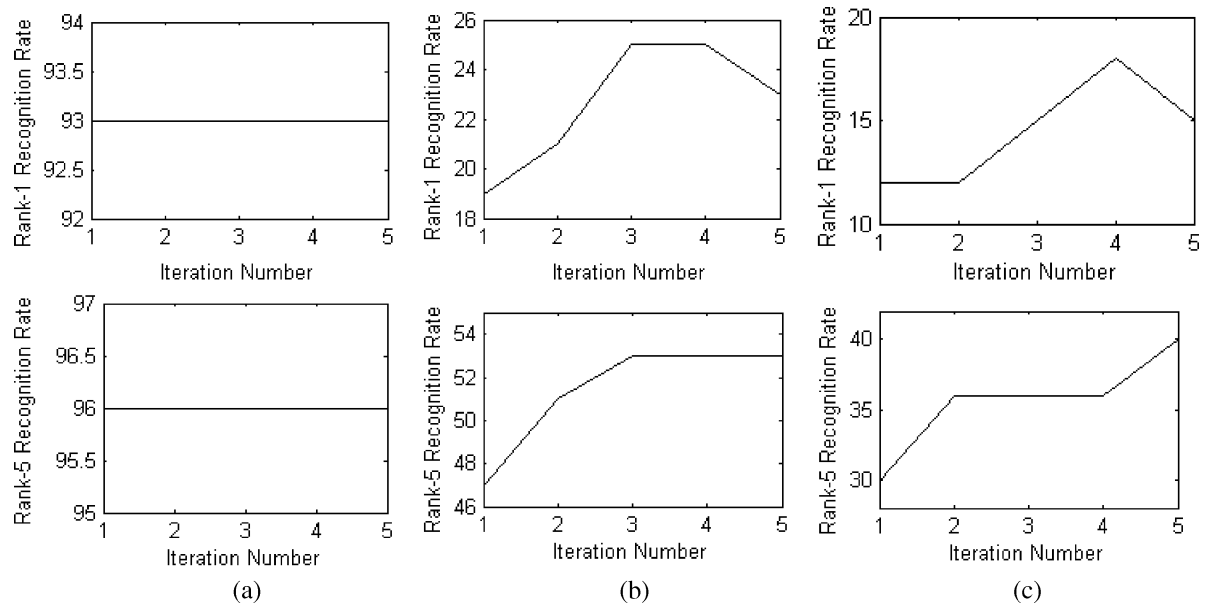 Rank-1 Recognition Rate
94
93.5
93
92.5
92
1 2 3 4 5
Iteration Number
Rank-1 Recognition Rate
26
24
22
20
18
1 2 3 4 5
Iteration Number
Rank-1 Recognition Rate
20
15
10
1 2 3 4 5
Iteration Number
Rank-5 Recognition Rate
97
96.5
96
95.5
95
1 2 3 4 5
Iteration Number
(a)
Rank-5 Recognition Rate
54
52
50
48
46
1 2 3 4 5
Iteration Number
(b)
Rank-5 Recognition Rate
40
35
30
1 2 3 4 5
Iteration Number
(c)